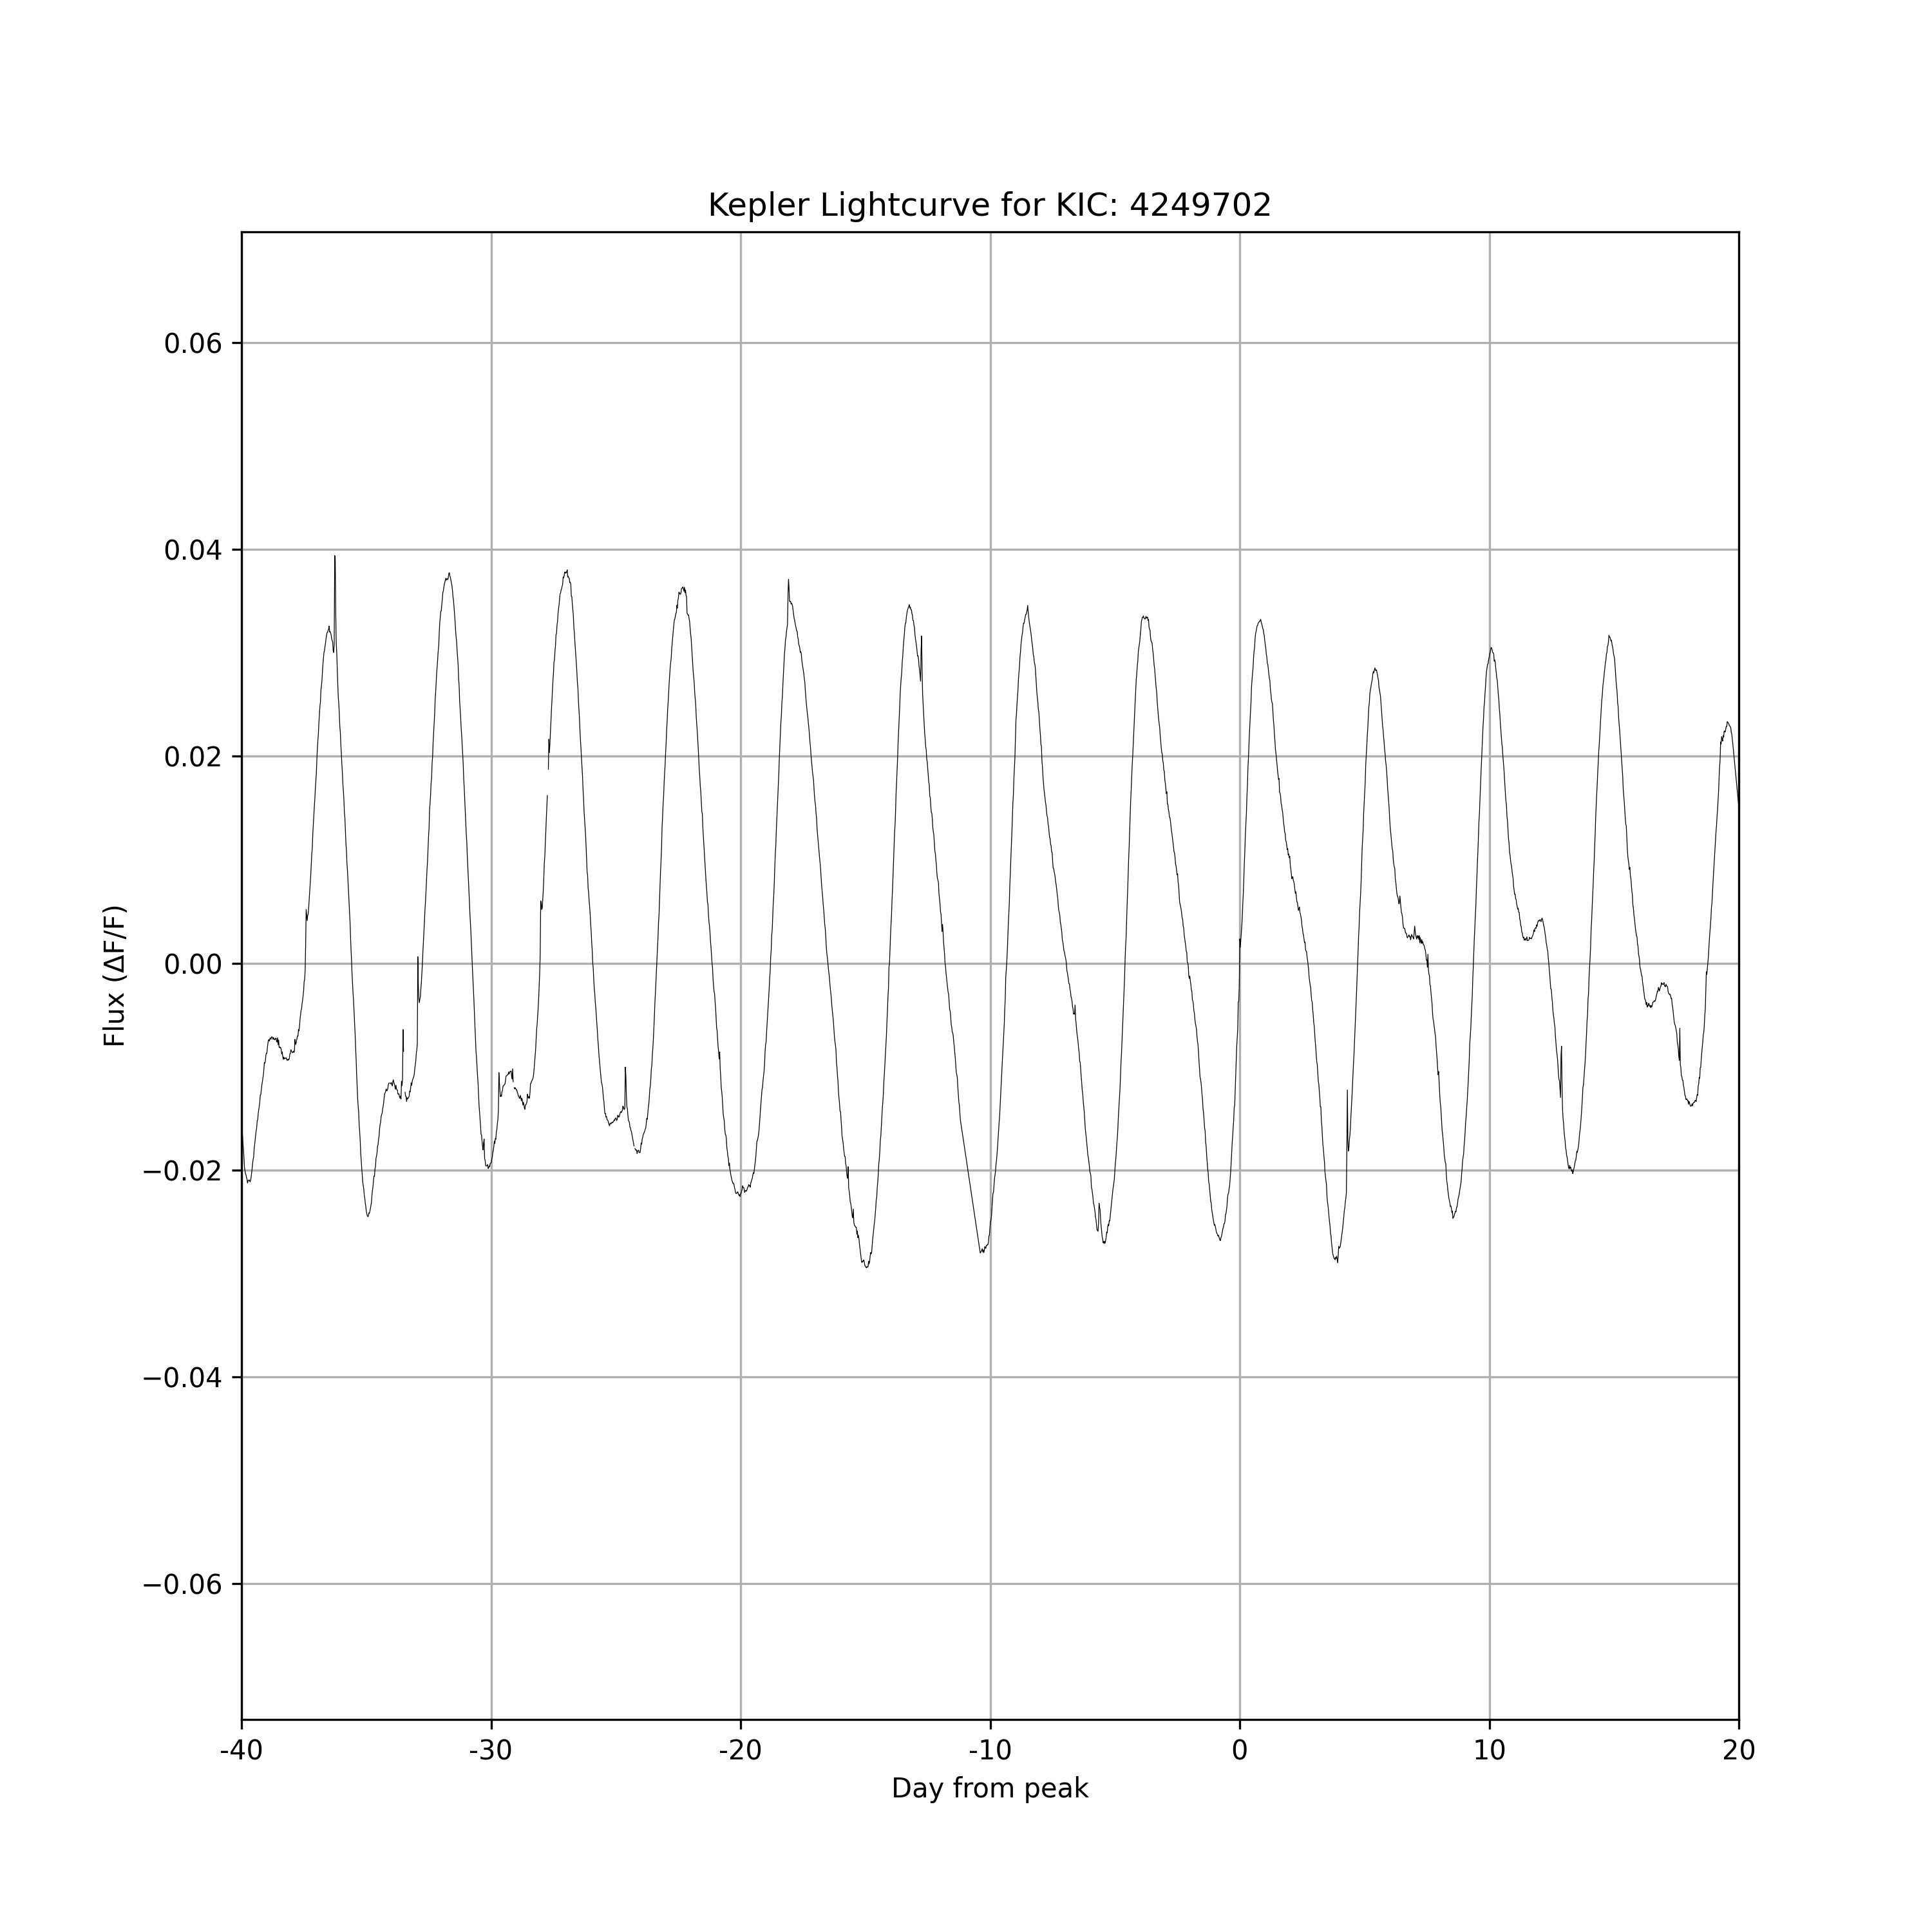 Kepler Lightcurve for KIC: 4249702
Flux (ΔF/F)
0.06
0.04
0.02
0.00
−0.02
−0.04
−0.06
-40 -30 -20 -10 0 10 20
Day from peak